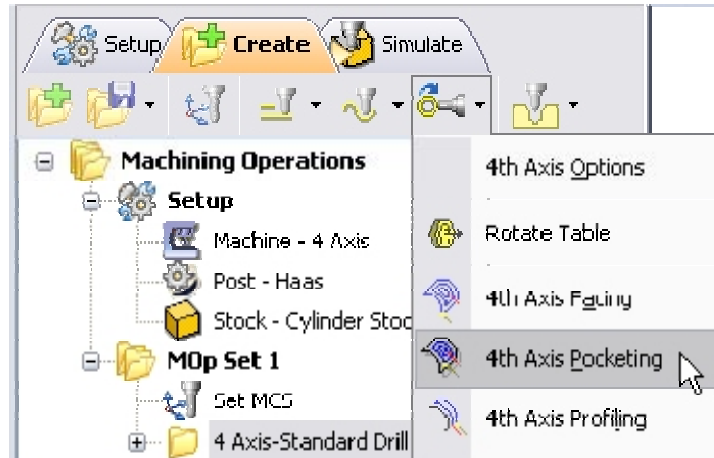 Setup Create Simulate
Machining Operations
Setup
Machine - 4 Axis
Post - Haas
Stock - Cylinder Stoc
MOp Set 1
Set MCS
4 Axis-Standard Drill
4th Axis Options
Rotate Table
4th Axis Facing
4th Axis Pocketing
4th Axis Profiling